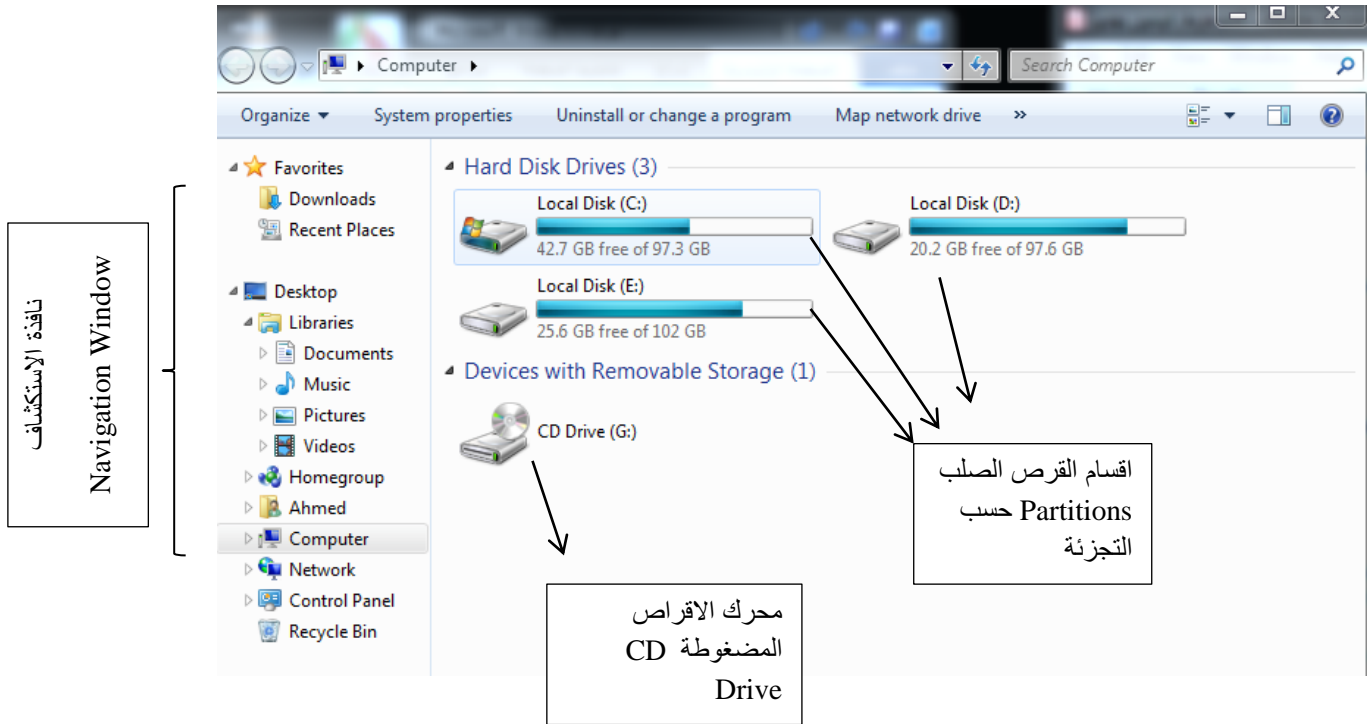 Computer
Search Computer
Organize
System properties
Uninstall or change a program
Map network drive
»
Favorites
Downloads
Recent Places
Desktop
Libraries
Documents
Music
Pictures
Videos
Homegroup
Ahmed
Computer
Network
Control Panel
Recycle Bin
Hard Disk Drives (3)
Local Disk (C:)
42.7 GB free of 97.3 GB
Local Disk (D:)
20.2 GB free of 97.6 GB
Local Disk (E:)
25.6 GB free of 102 GB
Devices with Removable Storage (1)
CD Drive (G:)
نافذة الاستكشاف
Navigation Window
اقسام القرص الصلب
Partitions حسب
التجزئة
محرك الاقراص
المضغوطة CD
Drive